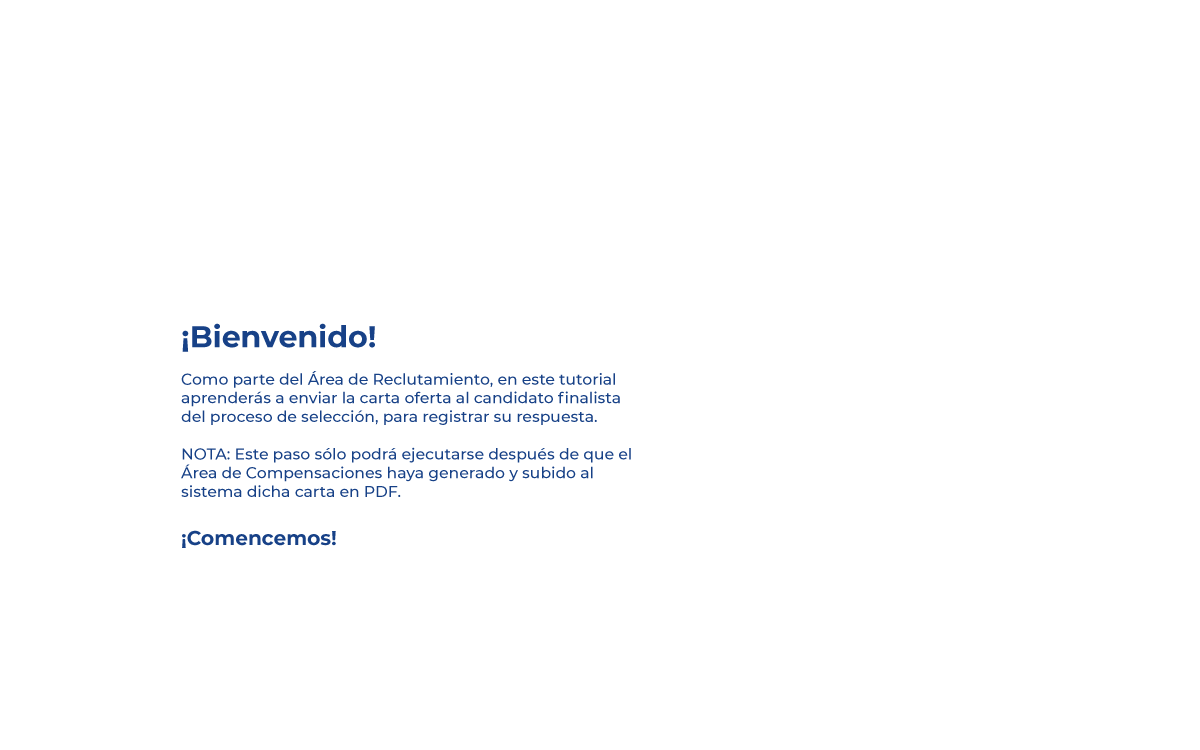 ¡Bienvenido!
Como parte del Área de Reclutamiento, en este tutorial
aprenderás a enviar la carta oferta al candidato finalista
del proceso de selección, para registrar su respuesta.
NOTA: Este paso sólo podrá ejecutarse después de que el
Área de Compensaciones haya generado y subido al
sistema dicha carta en PDF.
¡Comencemos!